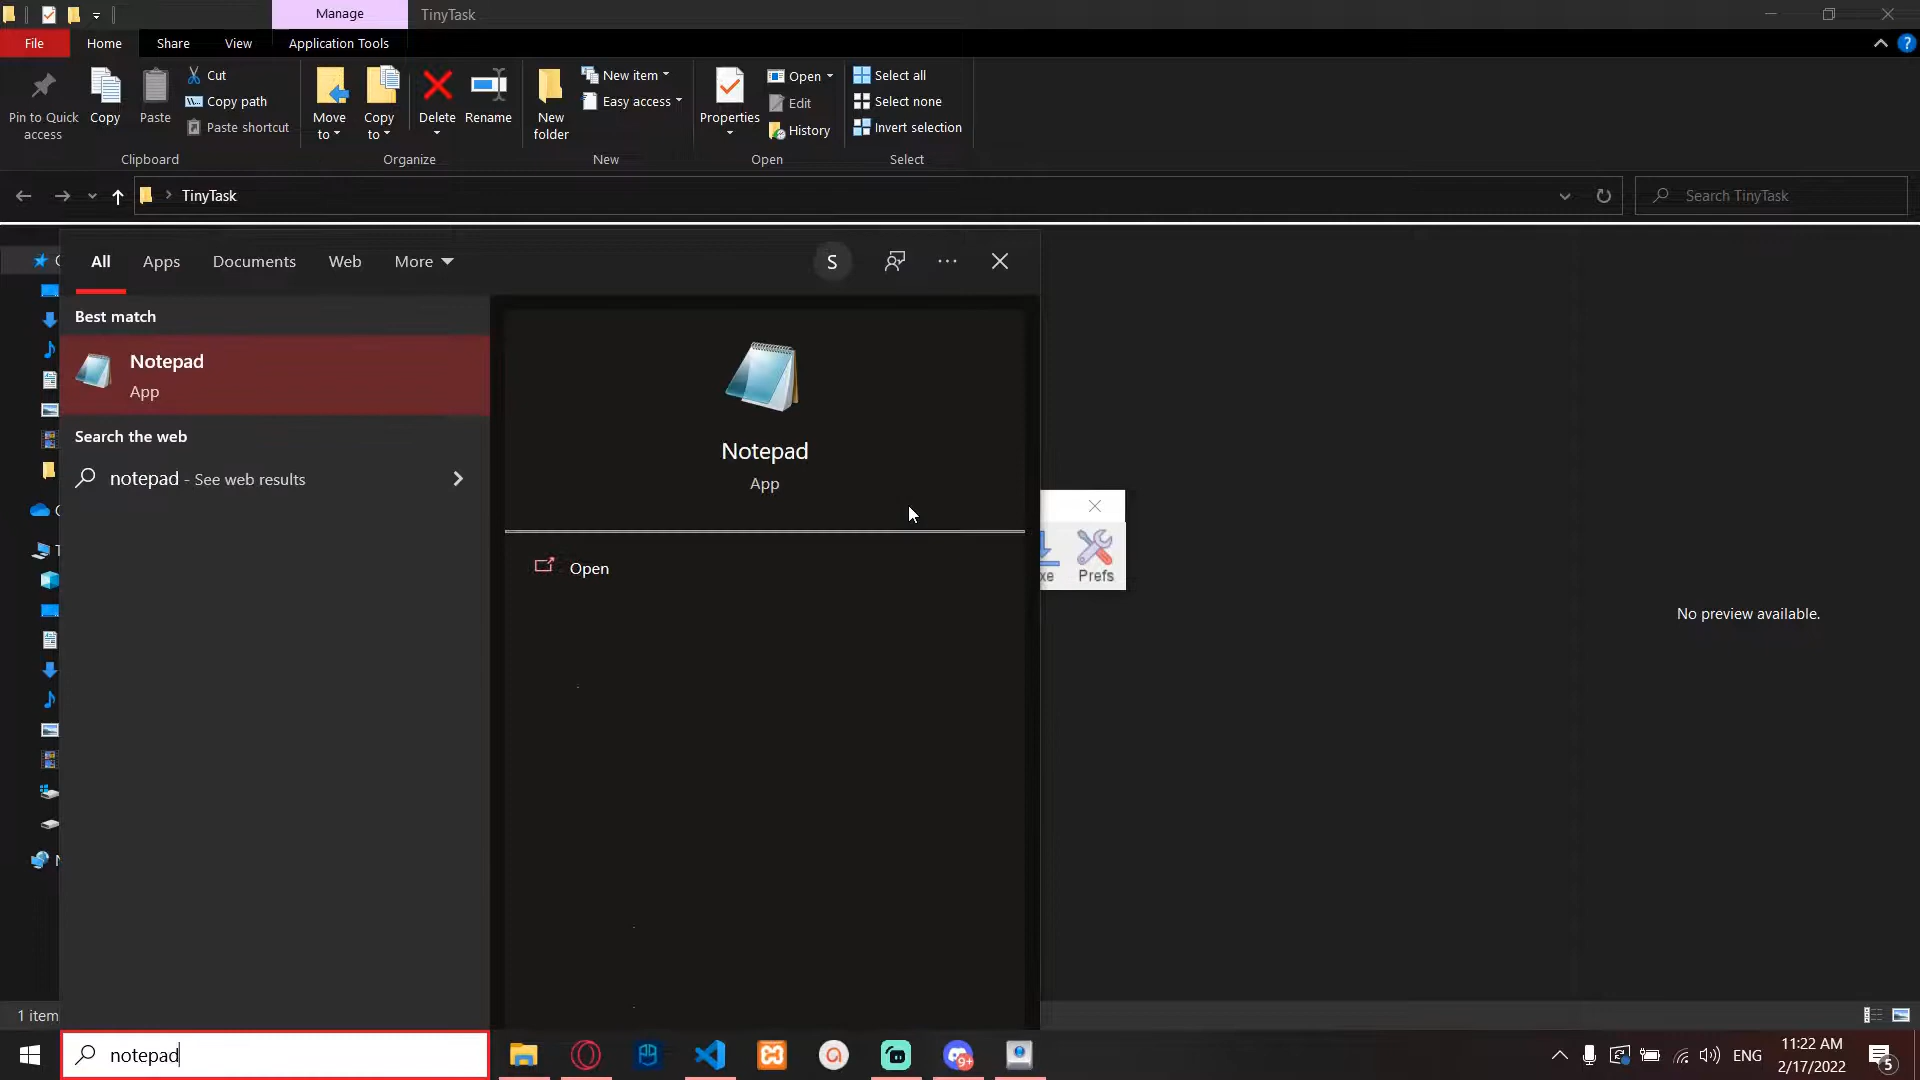 Manage
TinyTask
File
Home
Share
View
Application Tools
Pin to Quick access
Copy
Paste
Cut
Copy path
Paste shortcut
Clipboard
Move to
Copy to
Delete
Rename
Organize
New folder
New item
Easy access
New
Properties
Open
Edit
History
Open
Select all
Select none
Invert selection
Select
TinyTask
Search TinyTask
All
Apps
Documents
Web
More
S
Best match
Notepad
App
Search the web
notepad - See web results
Notepad
App
Open
xe
Prefs
No preview available.
1 item
notepad
9+
ENG
11:22 AM
2/17/2022
5